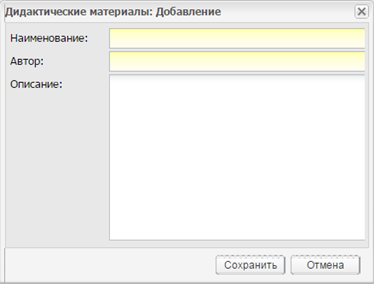 Дидактические материалы: Добавление
Наименование:
Автор:
Описание:
Сохранить Отмена